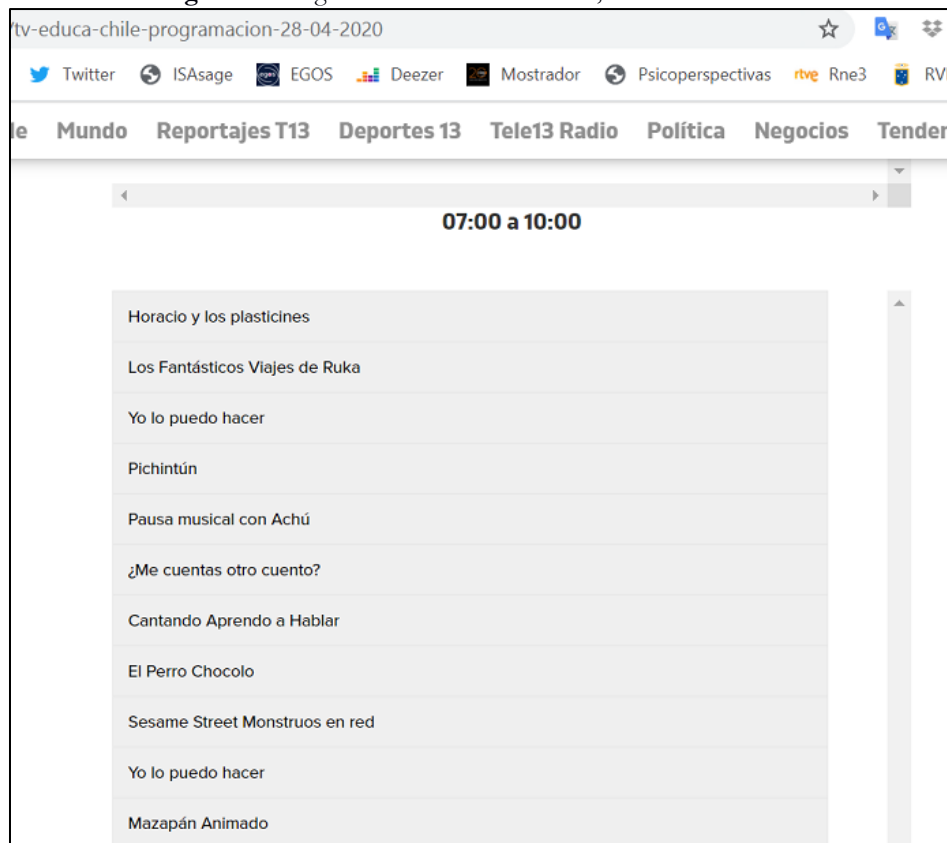 /tv-educa-chile-programacion-28-04-2020
Twitter ISAsage EGOS Deezer Mostrador Psicoperspectivas rtve Rne3
Mundo Reportajes T13 Deportes 13 Tele13 Radio Política Negocios
07:00 a 10:00
Horacio y los plasticines
Los Fantásticos Viajes de Ruka
Yo lo puedo hacer
Pichintún
Pausa musical con Achú
¿Me cuentas otro cuento?
Cantando Aprendo a Hablar
El Perro Chocolo
Sesame Street Monstruos en red
Yo lo puedo hacer
Mazapán Animado